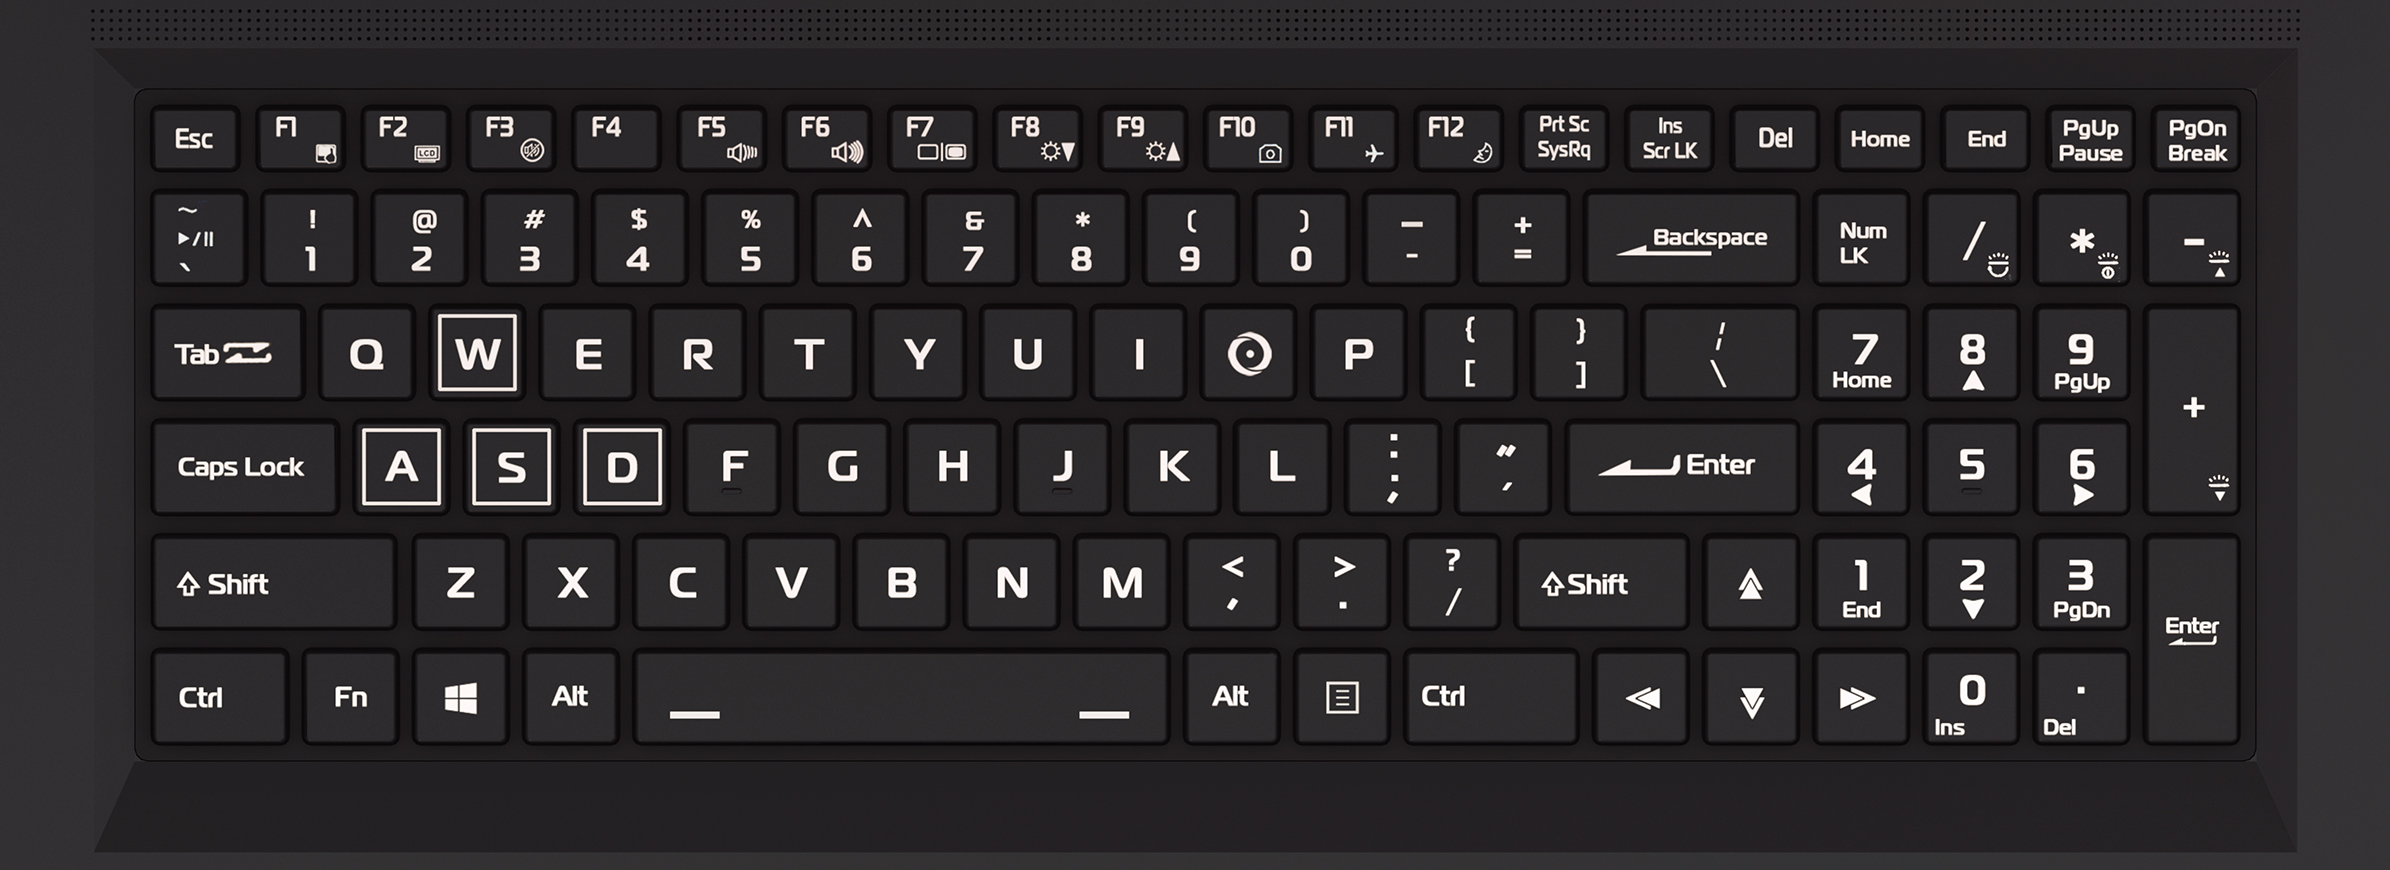 Esc F1 F2 LCD F3 F4 F5 F6 F7 F8 F9 F10 F11 F12 Prt Sc SysRq Ins Scr LK Del Home End PgUp Pause PgOn Break
~ ` ! 1 @ 2 # 3 $ 4 % 5 ^ 6 & 7 * 8 ( 9 ) 0 — - + = Backspace Num LK / * -
Tab Q W E R T Y U I O P { [ } ] ¦ \ 7 Home 8 9 PgUp +
Caps Lock A S D F G H J K L : ; " ' Enter 4 5 6
Shift Z X C V B N M < , > . ? / Shift 1 End 2 3 PgDn Enter
Ctrl Fn Alt Alt Ctrl 0 Ins . Del